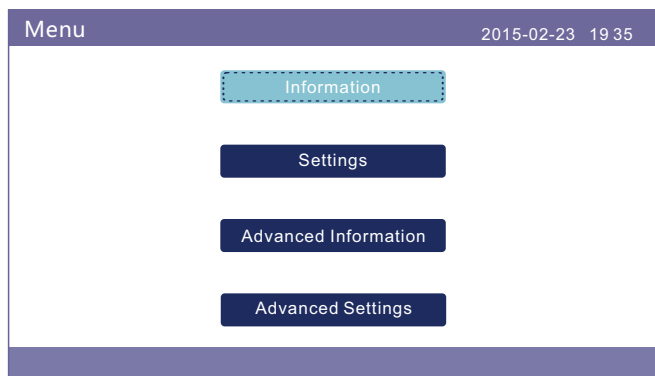 Menu
2015-02-23 19 35
Information
Settings
Advanced Information
Advanced Settings